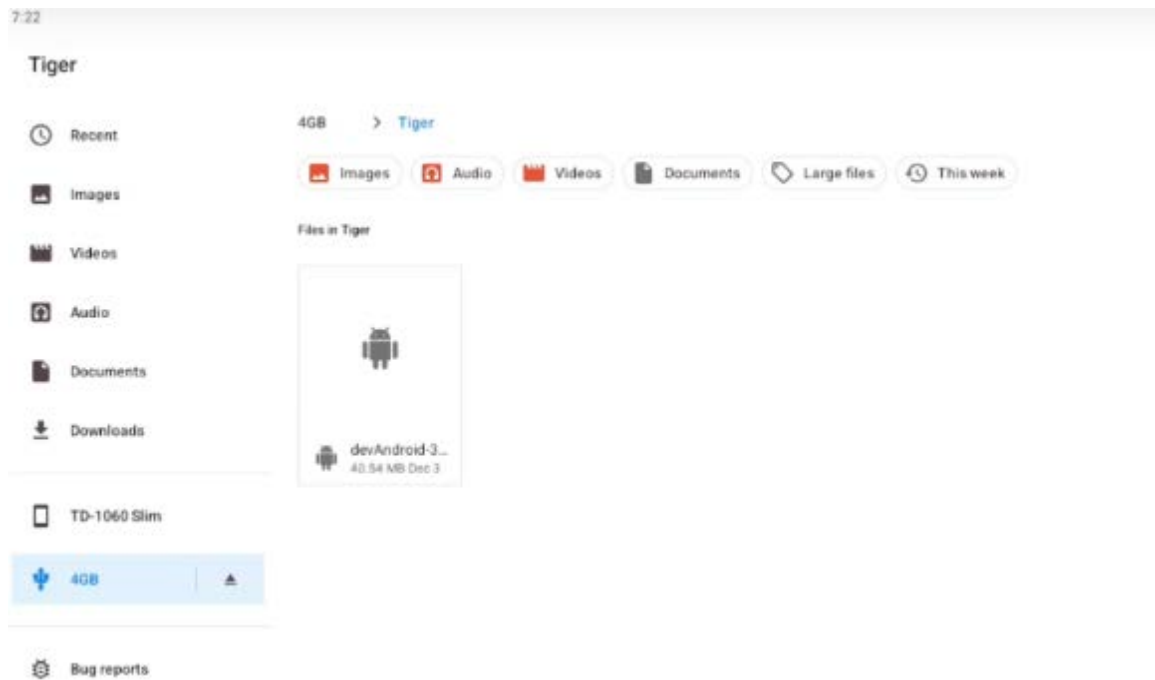 7:22
Tiger
Recent
Images
Videos
Audio
Documents
Downloads
TD-1060 Slim
4GB
Bug reports
4GB > Tiger
Images Audio Videos Documents Large files This week
Files in Tiger
devAndroid-3...
40.54 MB Dec 3